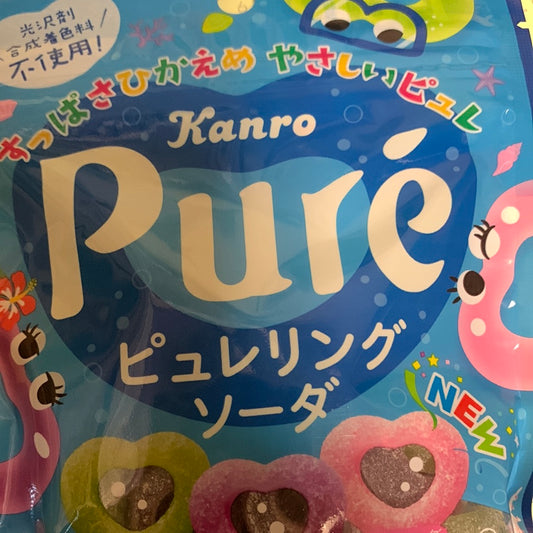 光沢剤
合成着色料
不使用!
すっぱさひかえめ やさしいピュレ
Kanro
Puré
ピュレリング
ソーダ
NEW